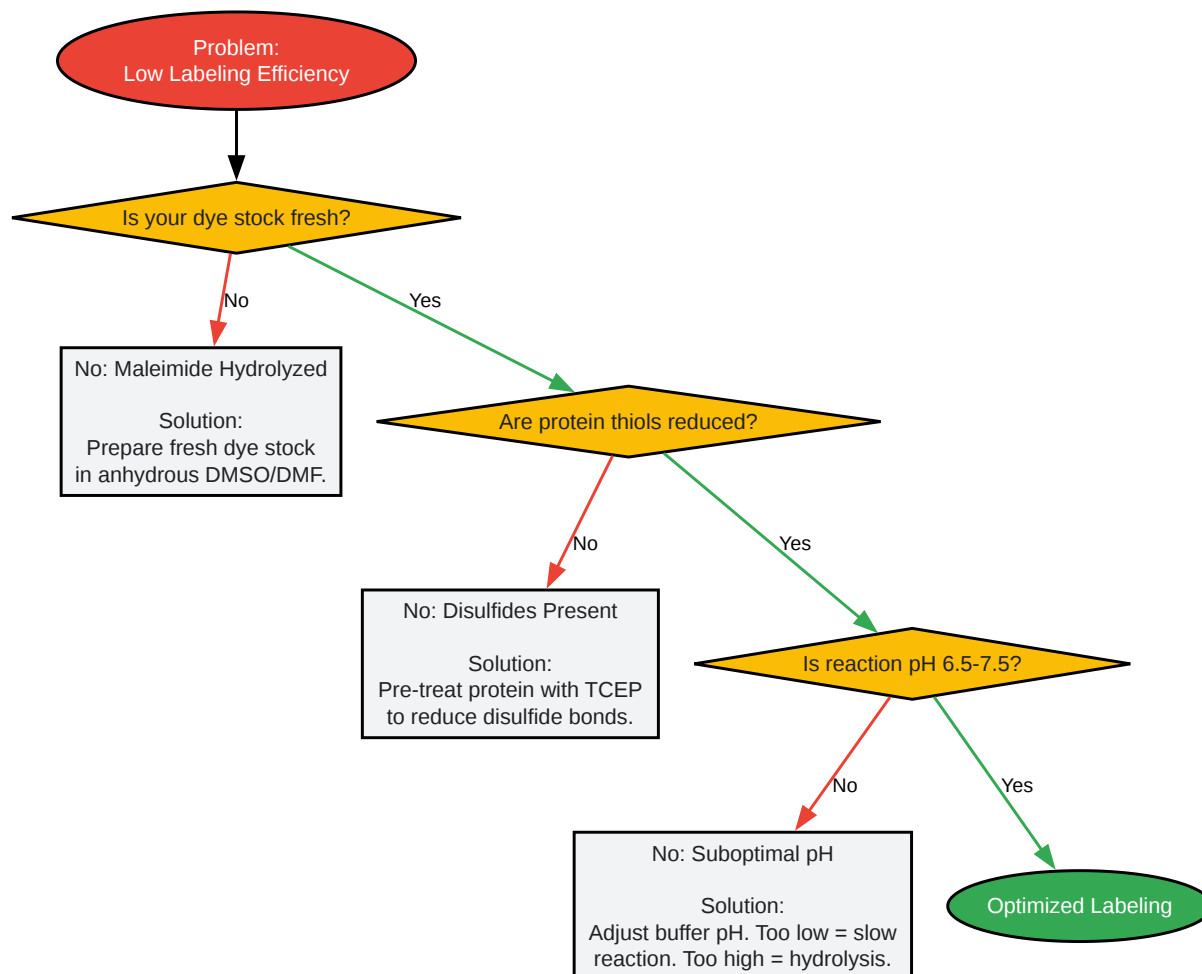 Problem:
Low Labeling Efficiency
Is your dye stock fresh?
No
Yes
No: Maleimide Hydrolyzed
Solution:
Prepare fresh dye stock
in anhydrous DMSO/DMF.
Are protein thiols reduced?
No
Yes
No: Disulfides Present
Solution:
Pre-treat protein with TCEP
to reduce disulfide bonds.
Is reaction pH 6.5-7.5?
No
Yes
No: Suboptimal pH
Solution:
Adjust buffer pH. Too low = slow
reaction. Too high = hydrolysis.
Optimized Labeling